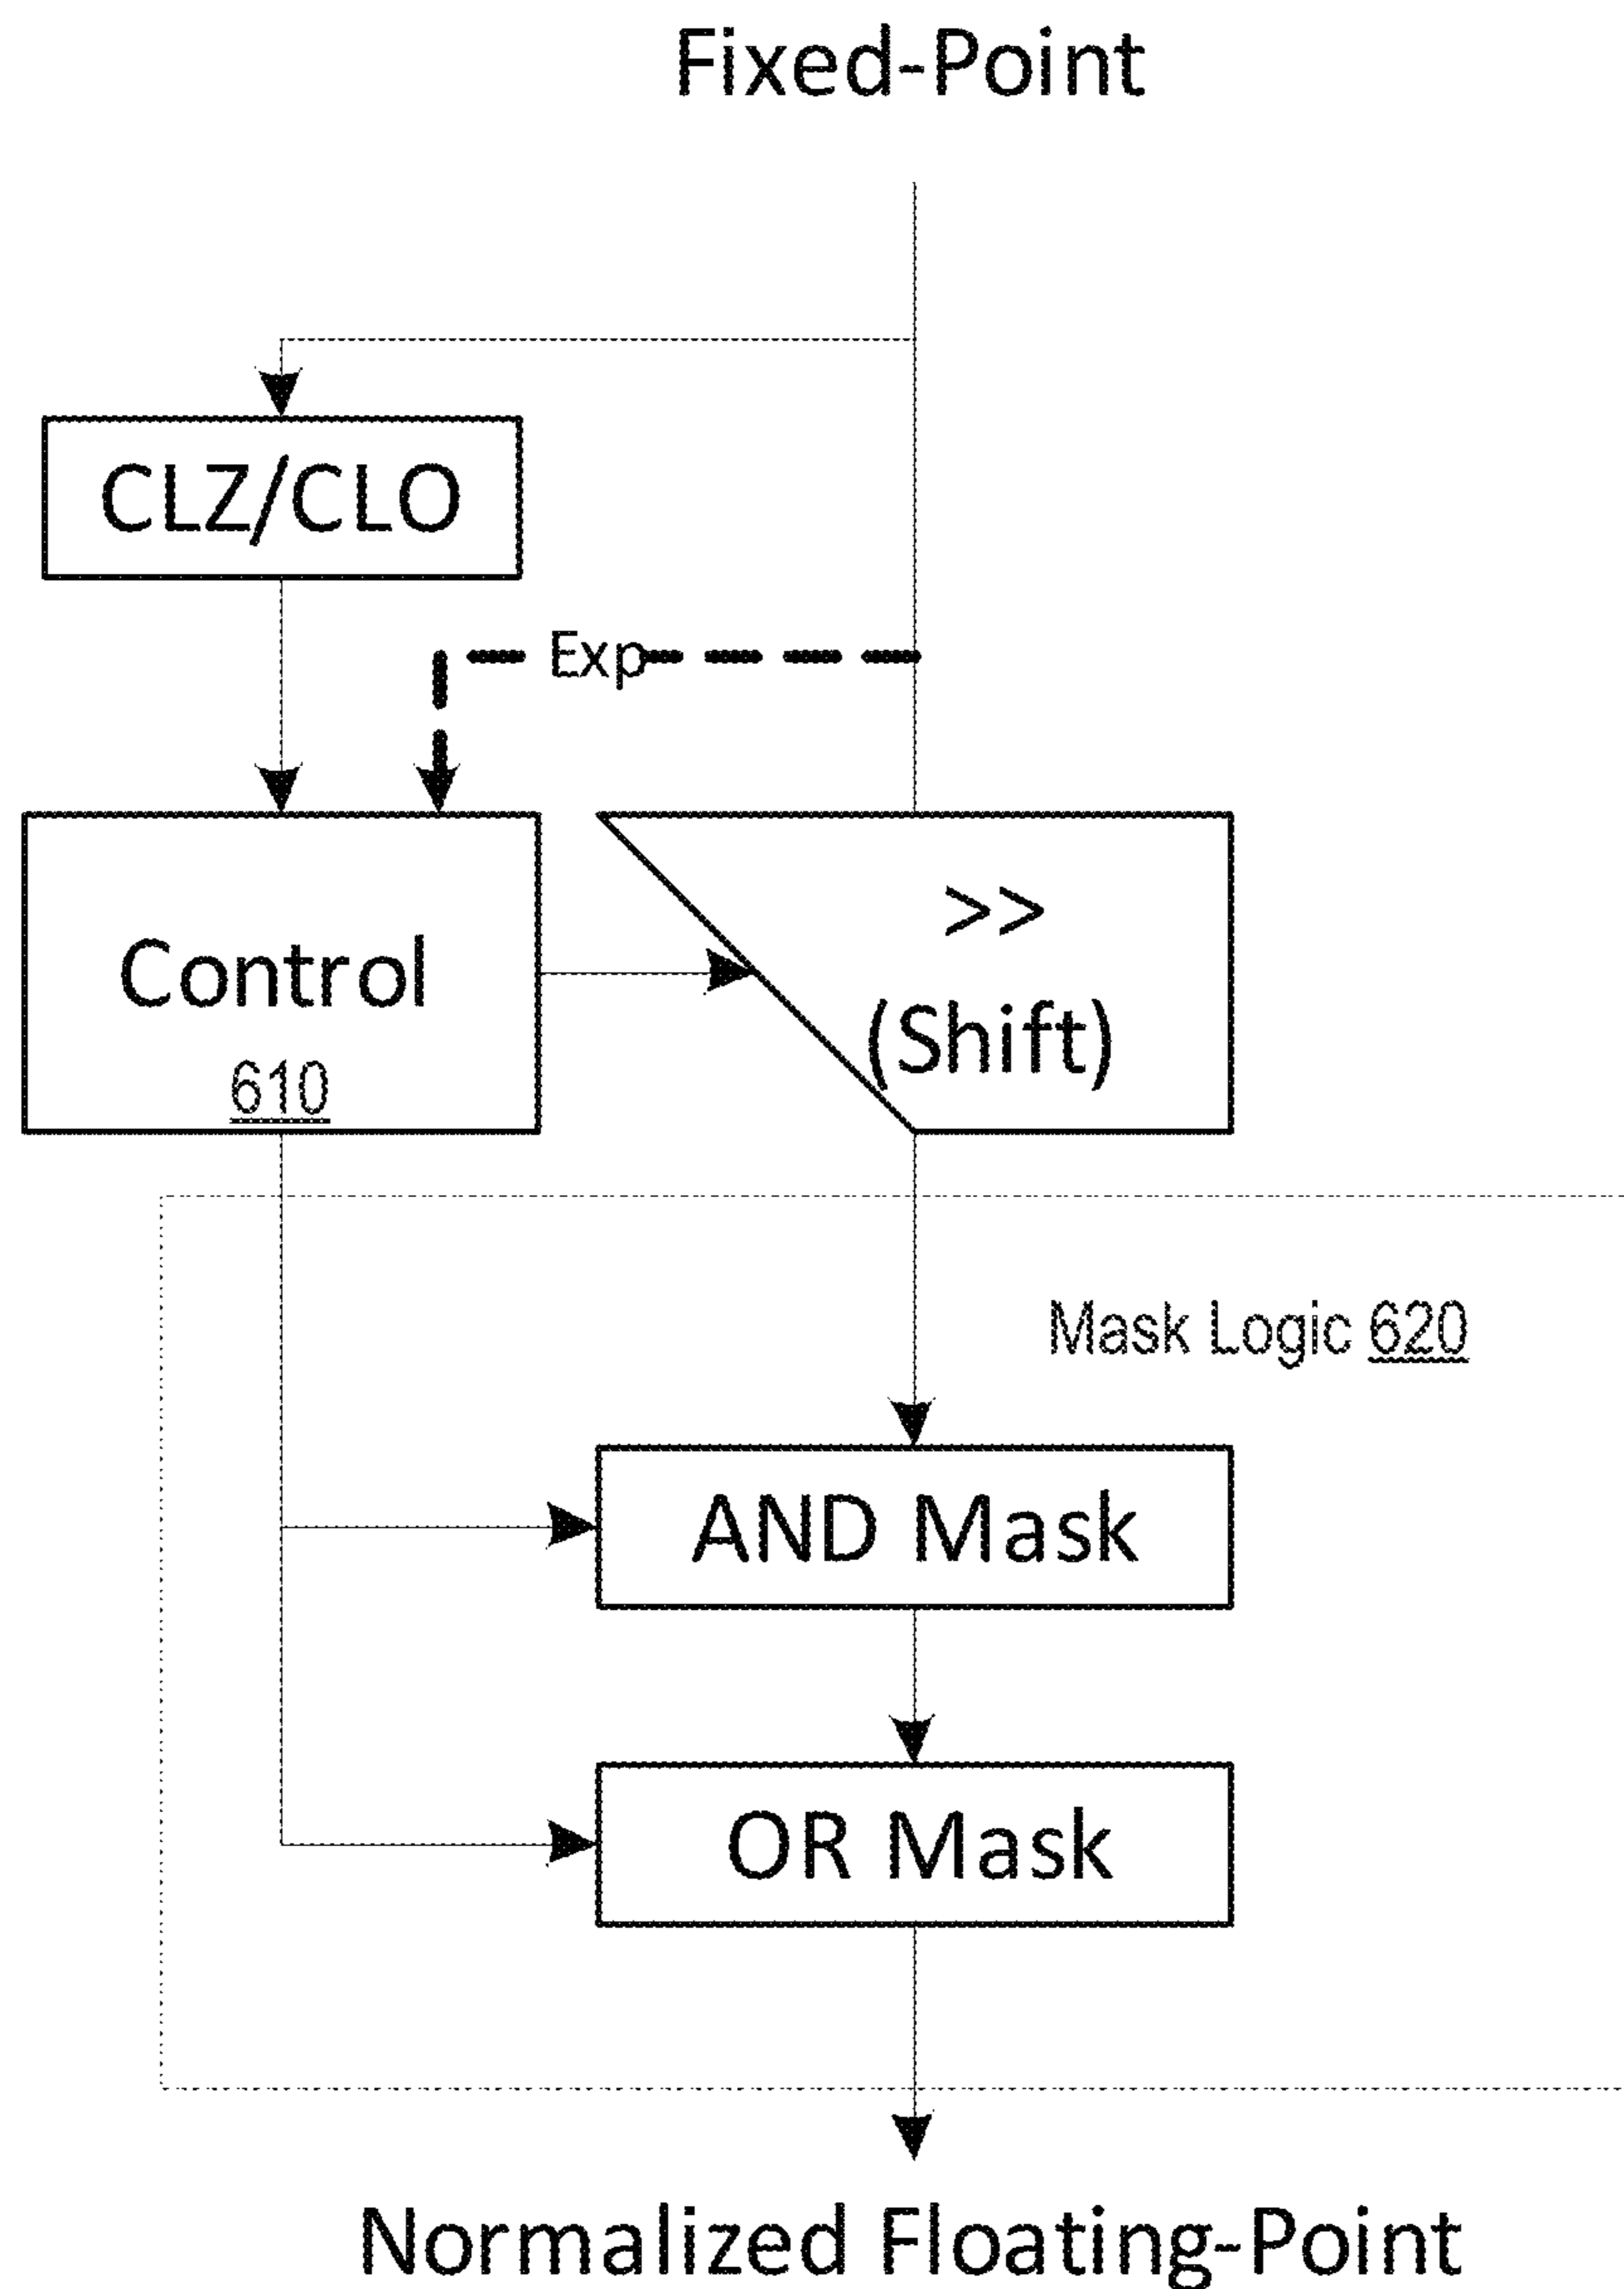 Fixed-Point
CLZ/CLO
Exp
>>
Control
(Shift)
610
Mask Logic 620
AND Mask
OR Mask
Normalized Floating-Point